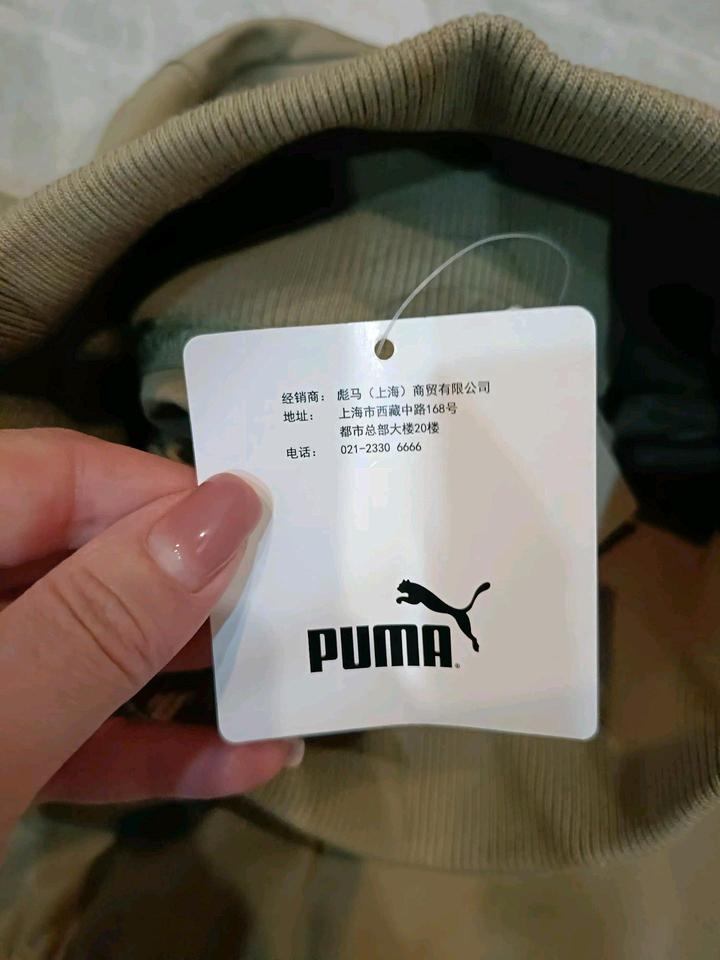 经销商： 彪马（上海）商贸有限公司
地址： 上海市西藏中路168号
都市总部大楼20楼
电话： 021-2330 6666
PUMA®